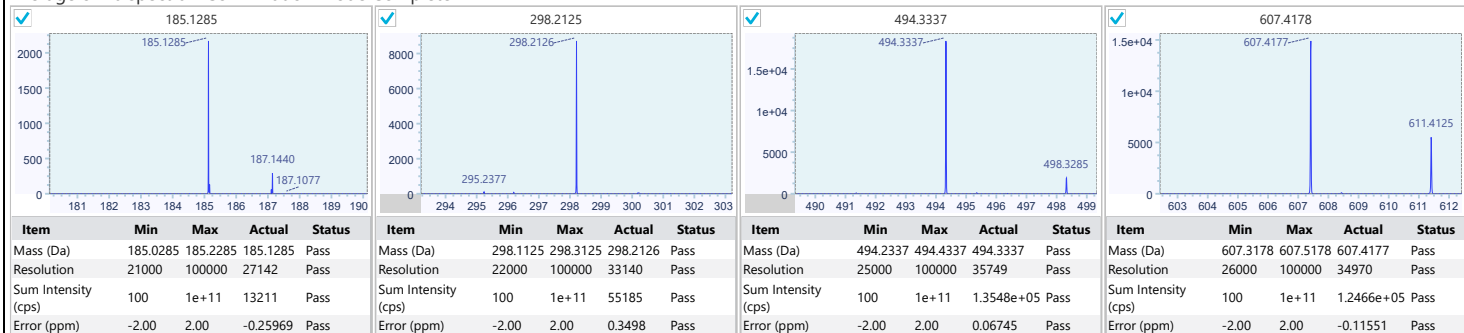 185.1285
2000
1500
1000
500
0
185.1285
187.1440
187.1077
181 182 183 184 185 186 187 188 189 190
Item Min Max Actual Status
Mass (Da) 185.0285 185.2285 185.1285 Pass
Resolution 21000 100000 27142 Pass
Sum Intensity (cps) 100 1e+11 13211 Pass
Error (ppm) -2.00 2.00 -0.25969 Pass
298.2125
8000
6000
4000
2000
0
298.2126
295.2377
294 295 296 297 298 299 300 301 302 303
Item Min Max Actual Status
Mass (Da) 298.1125 298.3125 298.2126 Pass
Resolution 22000 100000 33140 Pass
Sum Intensity (cps) 100 1e+11 55185 Pass
Error (ppm) -2.00 2.00 0.3498 Pass
494.3337
1.5e+04
1e+04
5000
0
494.3337
498.3285
490 491 492 493 494 495 496 497 498 499
Item Min Max Actual Status
Mass (Da) 494.2337 494.4337 494.3337 Pass
Resolution 25000 100000 35749 Pass
Sum Intensity (cps) 100 1e+11 1.3548e+05 Pass
Error (ppm) -2.00 2.00 0.06745 Pass
607.4178
1.5e+04
1e+04
5000
0
607.4177
611.4125
603 604 605 606 607 608 609 610 611 612
Item Min Max Actual Status
Mass (Da) 607.3178 607.5178 607.4177 Pass
Resolution 26000 100000 34970 Pass
Sum Intensity (cps) 100 1e+11 1.2466e+05 Pass
Error (ppm) -2.00 2.00 -0.11551 Pass